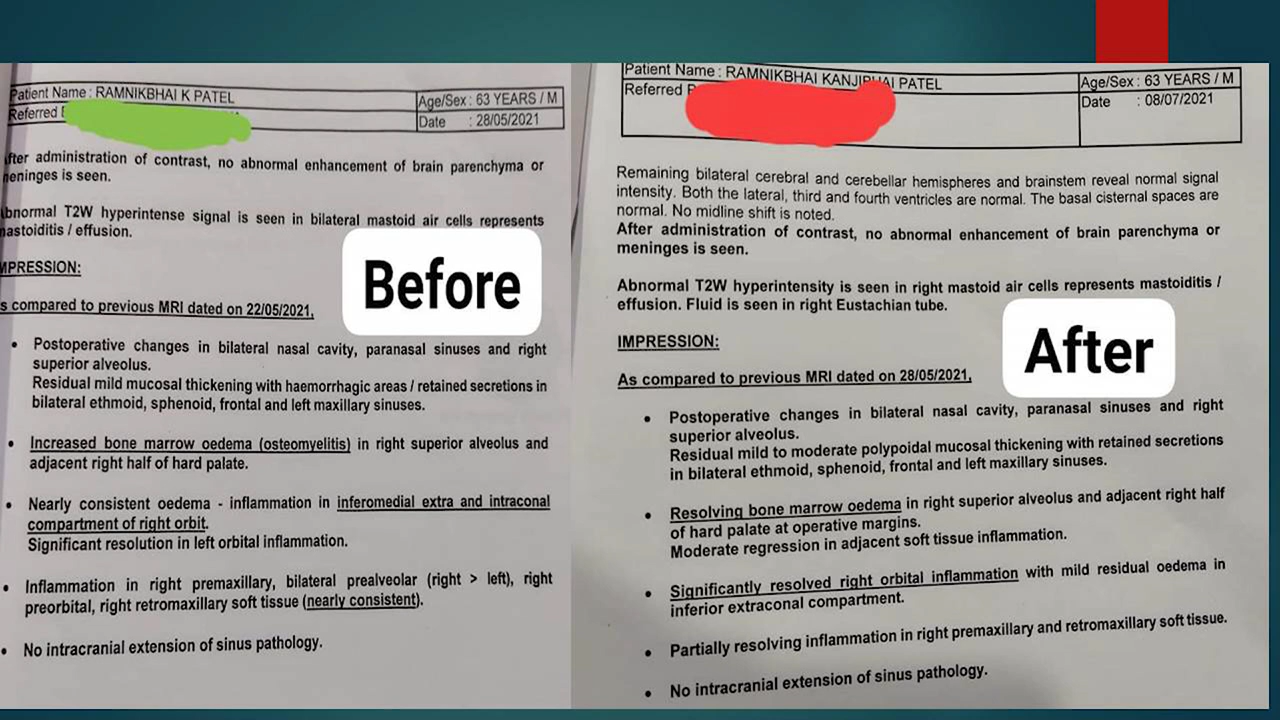 Patient Name : RAMNIKBHAI K PATEL
Referred
Age/Sex : 63 YEARS / M
Date : 28/05/2021
fter administration of contrast, no abnormal enhancement of brain parenchyma or
meninges is seen.
bnormal T2W hyperintense signal is seen in bilateral mastoid air cells represents
mastoiditis / effusion.
MPRESSION:
s compared to previous MRI dated on 22/05/2021,
Before
• Postoperative changes in bilateral nasal cavity, paranasal sinuses and right
superior alveolus.
Residual mild mucosal thickening with haemorrhagic areas / retained secretions in
bilateral ethmoid, sphenoid, frontal and left maxillary sinuses.
• Increased bone marrow oedema (osteomyelitis) in right superior alveolus and
adjacent right half of hard palate.
• Nearly consistent oedema - inflammation in inferomedial extra and intraconal
compartment of right orbit.
Significant resolution in left orbital inflammation.
• Inflammation in right premaxillary, bilateral prealveolar (right > left), right
preorbital, right retromaxillary soft tissue (nearly consistent).
• No intracranial extension of sinus pathology.
Patient Name : RAMNIKBHAI KANJIBHAI PATEL
Referred
Age/Sex : 63 YEARS / M
Date : 08/07/2021
Remaining bilateral cerebral and cerebellar hemispheres and brainstem reveal normal signal
intensity. Both the lateral, third and fourth ventricles are normal. The basal cisternal spaces are
normal. No midline shift is noted.
After administration of contrast, no abnormal enhancement of brain parenchyma or
meninges is seen.
Abnormal T2W hyperintensity is seen in right mastoid air cells represents mastoiditis /
effusion. Fluid is seen in right Eustachian tube.
IMPRESSION:
As compared to previous MRI dated on 28/05/2021,
After
• Postoperative changes in bilateral nasal cavity, paranasal sinuses and right
superior alveolus.
Residual mild to moderate polypoidal mucosal thickening with retained secretions
in bilateral ethmoid, sphenoid, frontal and left maxillary sinuses.
• Resolving bone marrow oedema in right superior alveolus and adjacent right half
of hard palate at operative margins.
Moderate regression in adjacent soft tissue inflammation.
• Significantly resolved right orbital inflammation with mild residual oedema in
inferior extraconal compartment.
• Partially resolving inflammation in right premaxillary and retromaxillary soft tissue.
• No intracranial extension of sinus pathology.